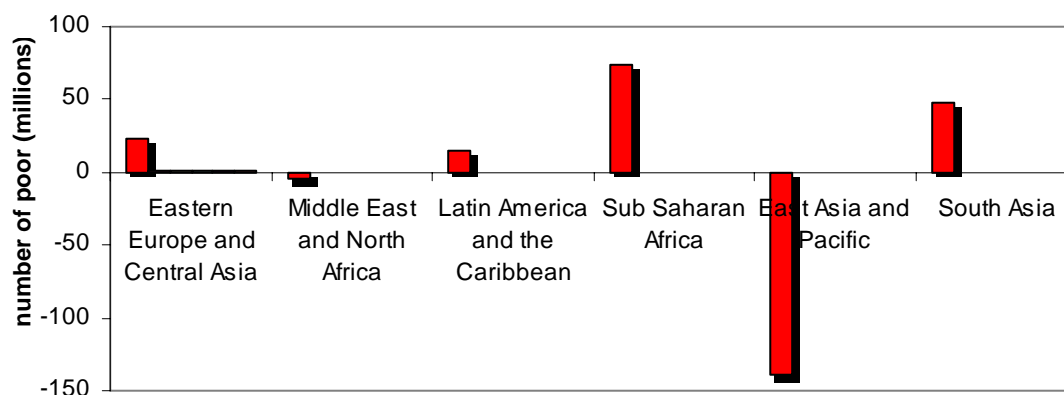 number of poor (millions)
100
50
0
-50
-100
-150
Eastern
Europe and
Central Asia
Middle East
and North
Africa
Latin America
and the
Caribbean
Sub Saharan
Africa
East Asia and
Pacific
South Asia